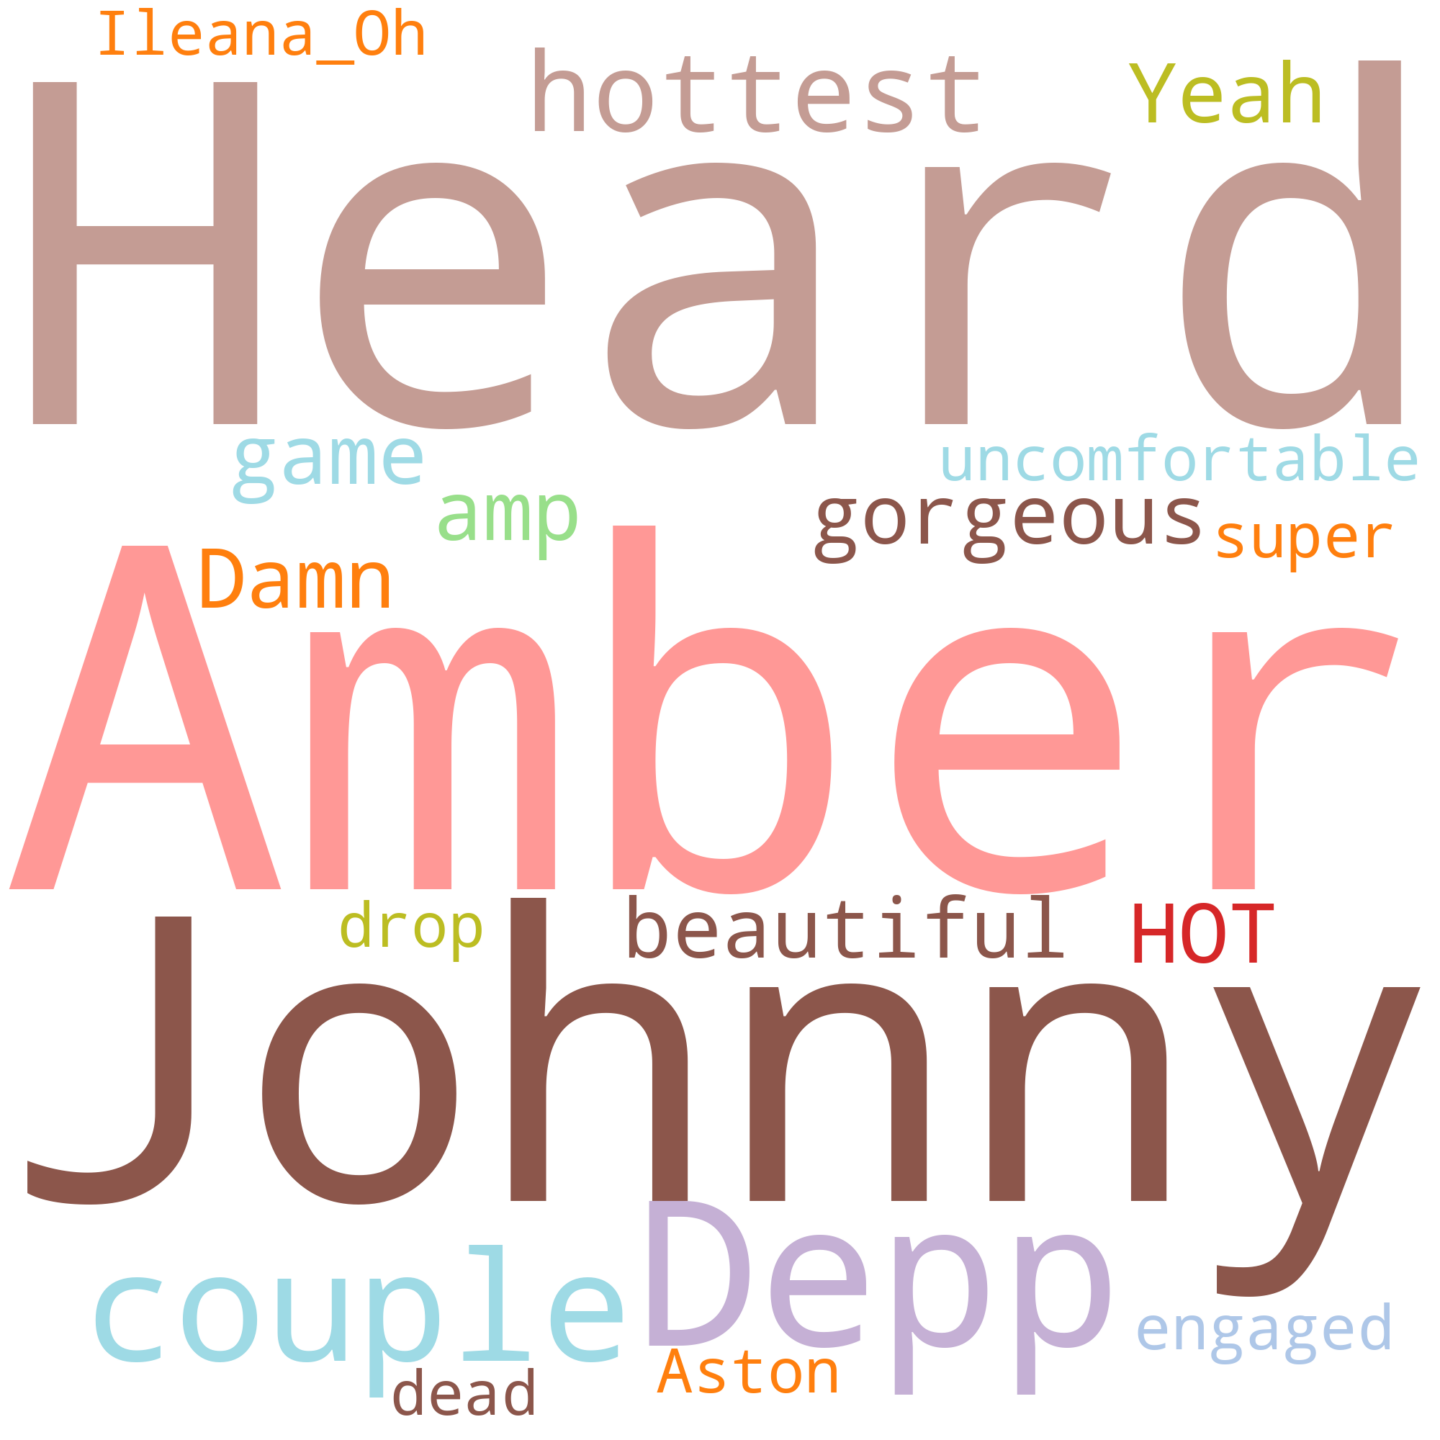 Ileana_Oh
hottest
Yeah
Heard
game
uncomfortable
amp
gorgeous
super
Damn
Amber
drop
beautiful
HOT
Johnny
Depp
couple
engaged
Aston
dead